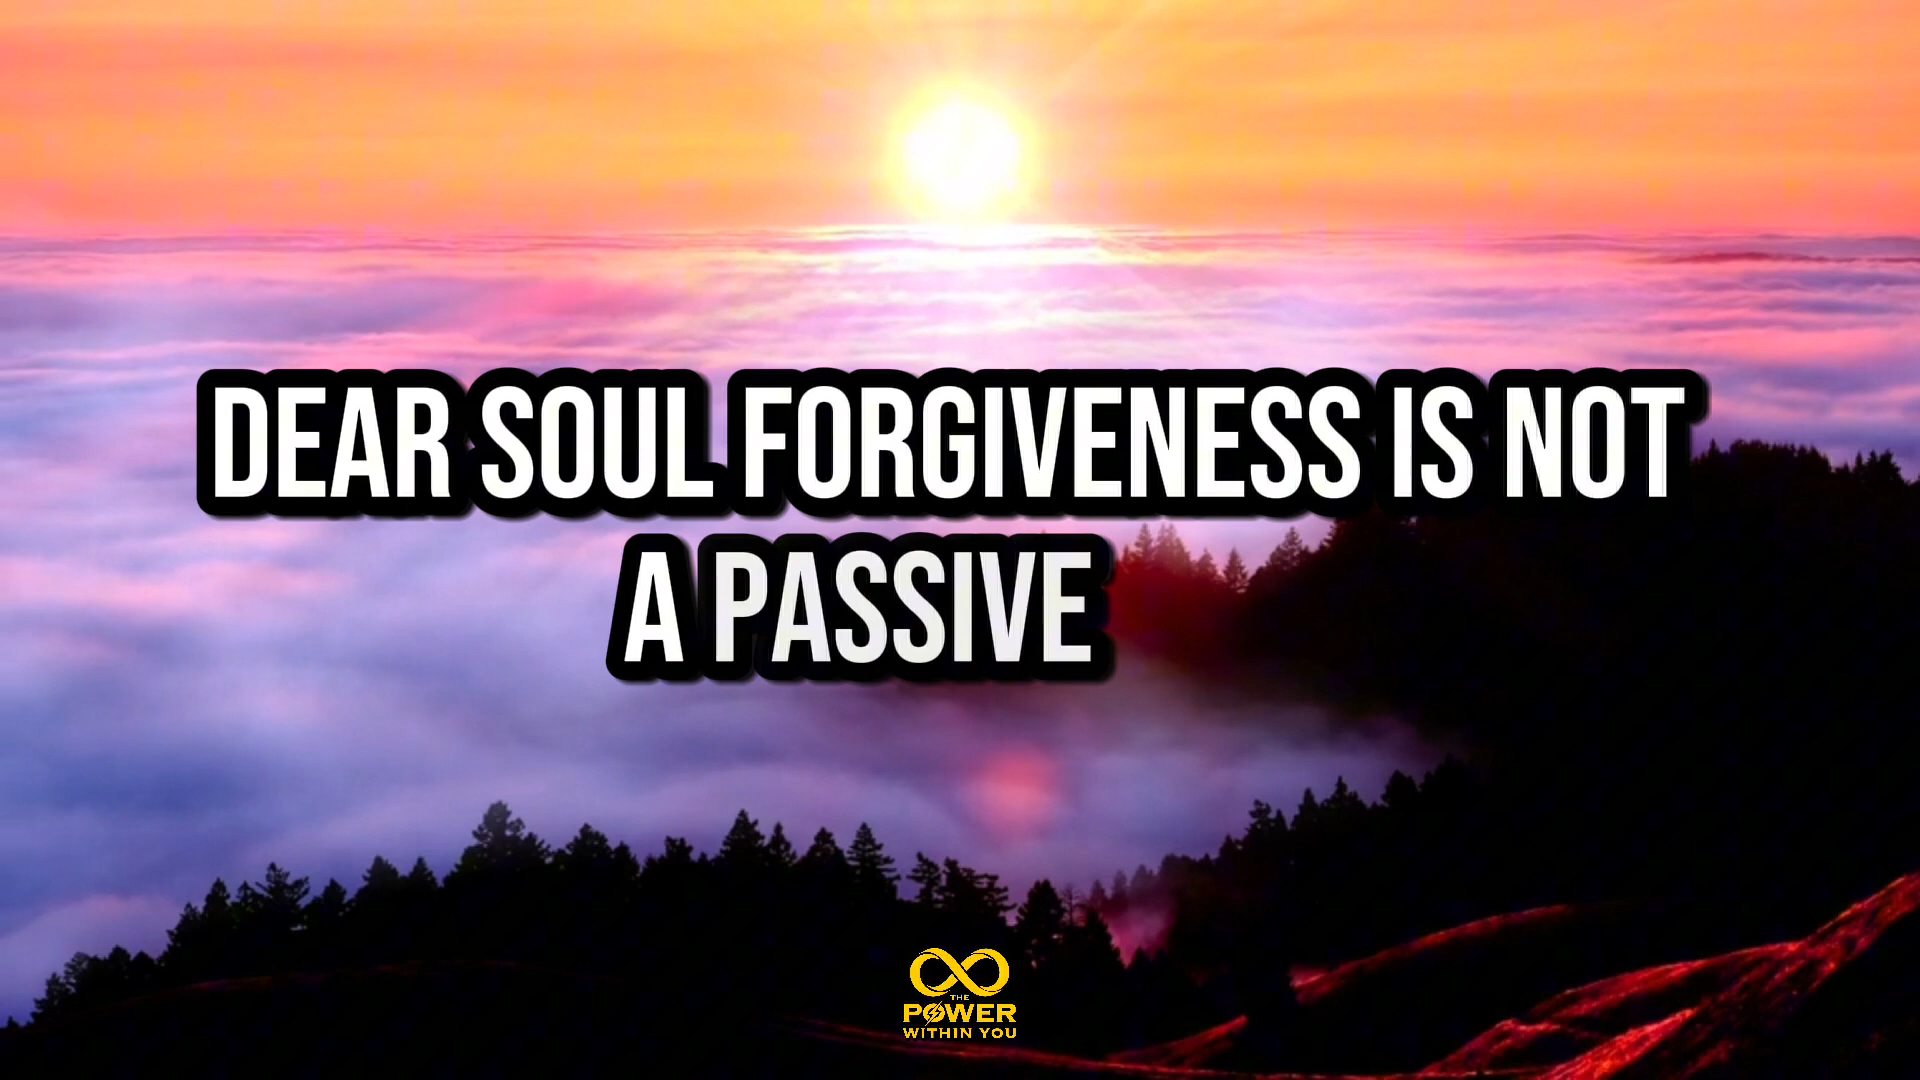 DEAR SOUL FORGIVENESS IS NOT
A PASSIVE
THE
POWER
WITHIN YOU